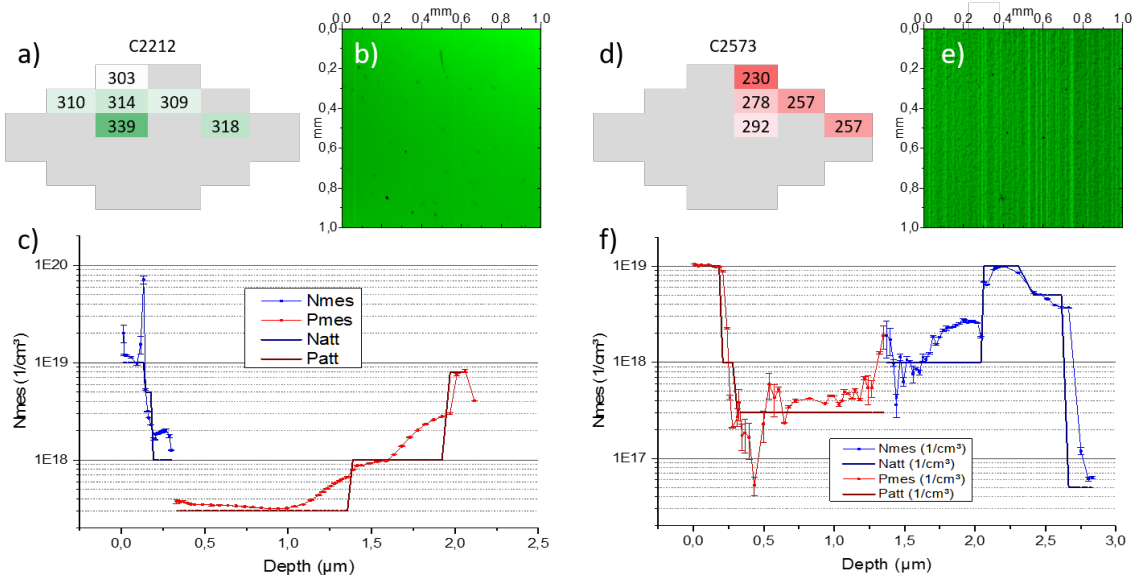 a)
C2212
303
310 314 309
339 318
b)
mm
0,0 0,2 0,4 0,6 0,8 1,0
0,0
0,2
0,4
mm
0,6
0,8
1,0
d)
C2573
230
278 257
292 257
e)
mm
0,0 0,2 0,4 0,6 0,8 1,0
0,0
0,2
0,4
mm
0,6
0,8
1,0
c)
1E20
1E19
1E18
Nmes (1/cm³)
Nmes
Pmes
Natt
Patt
0,0 0,5 1,0 1,5 2,0 2,5
Depth (µm)
f)
1E19
1E18
1E17
Nmes (1/cm³)
Nmes (1/cm³)
Natt (1/cm³)
Pmes (1/cm³)
Patt (1/cm³)
0,0 0,5 1,0 1,5 2,0 2,5 3,0
Depth (µm)